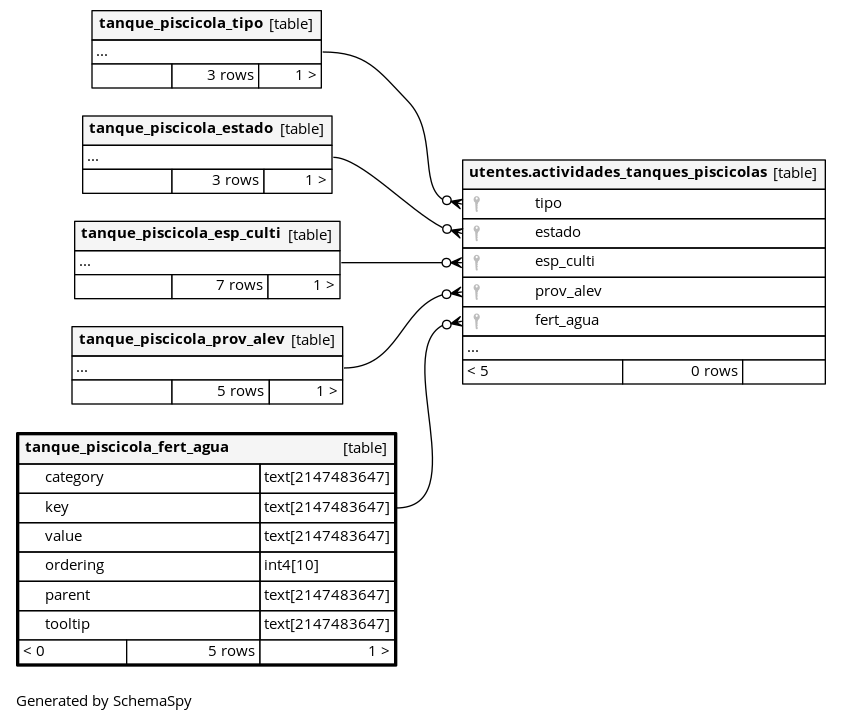 tanque_piscicola_tipo [table]
...
3 rows 1 >
tanque_piscicola_estado [table]
...
3 rows 1 >
tanque_piscicola_esp_culti [table]
...
7 rows 1 >
tanque_piscicola_prov_alev [table]
...
5 rows 1 >
tanque_piscicola_fert_agua [table]
category text[2147483647]
key text[2147483647]
value text[2147483647]
ordering int4[10]
parent text[2147483647]
tooltip text[2147483647]
< 0 5 rows 1 >
utentes.actividades_tanques_piscicolas [table]
tipo
estado
esp_culti
prov_alev
fert_agua
...
< 5 0 rows
Generated by SchemaSpy